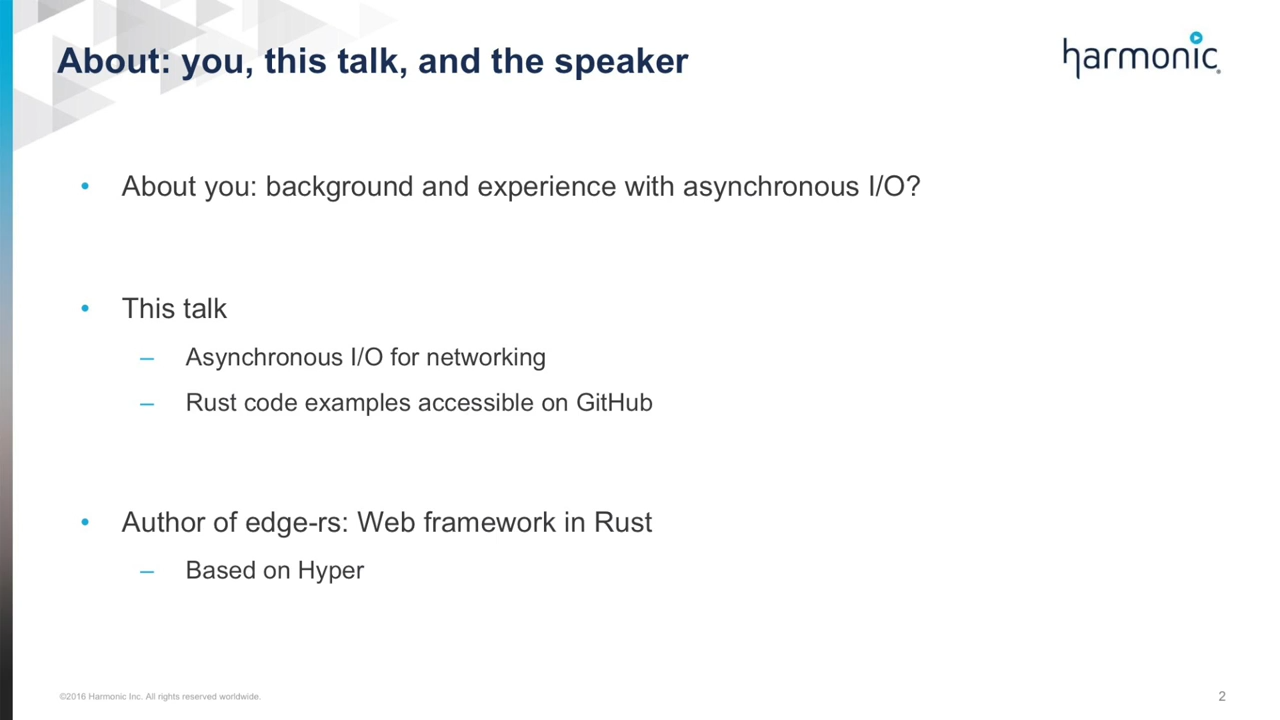 About: you, this talk, and the speaker
harmonic
• About you: background and experience with asynchronous I/O?
• This talk
– Asynchronous I/O for networking
– Rust code examples accessible on GitHub
• Author of edge-rs: Web framework in Rust
– Based on Hyper
©2016 Harmonic Inc. All rights reserved worldwide.
2